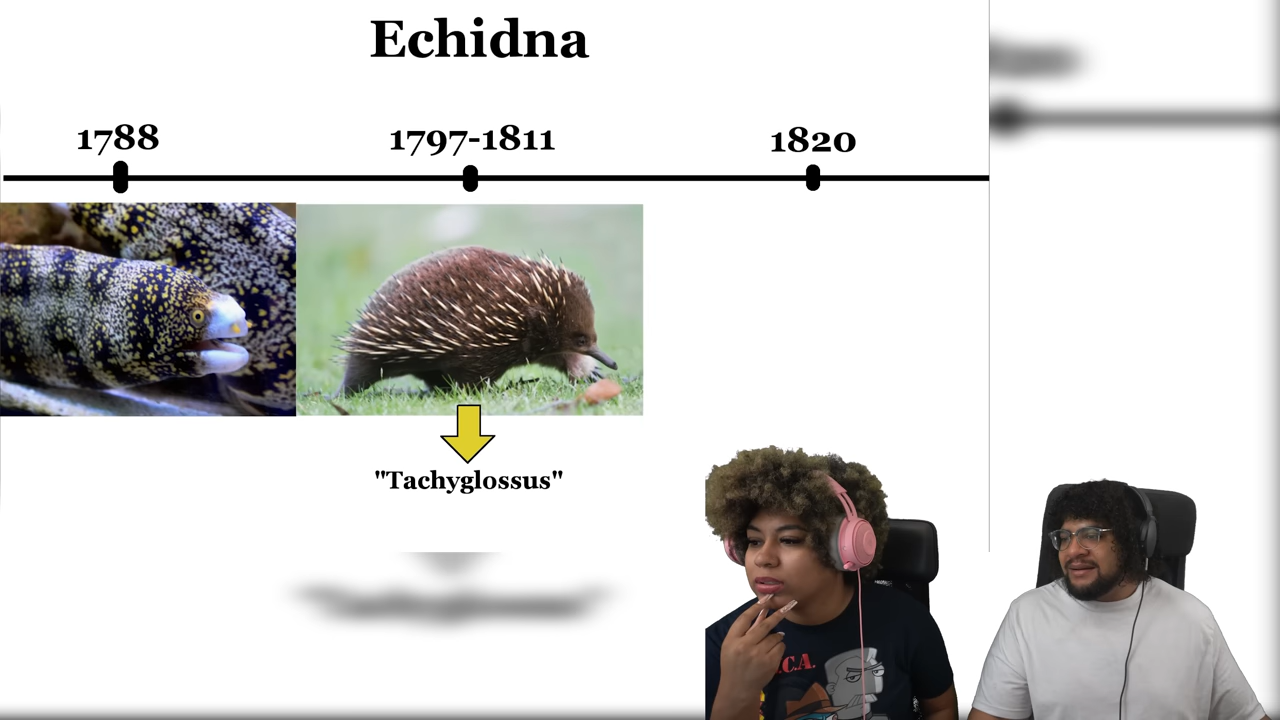 Echidna
1788
1797-1811
1820
"Tachyglossus"
.C.A.